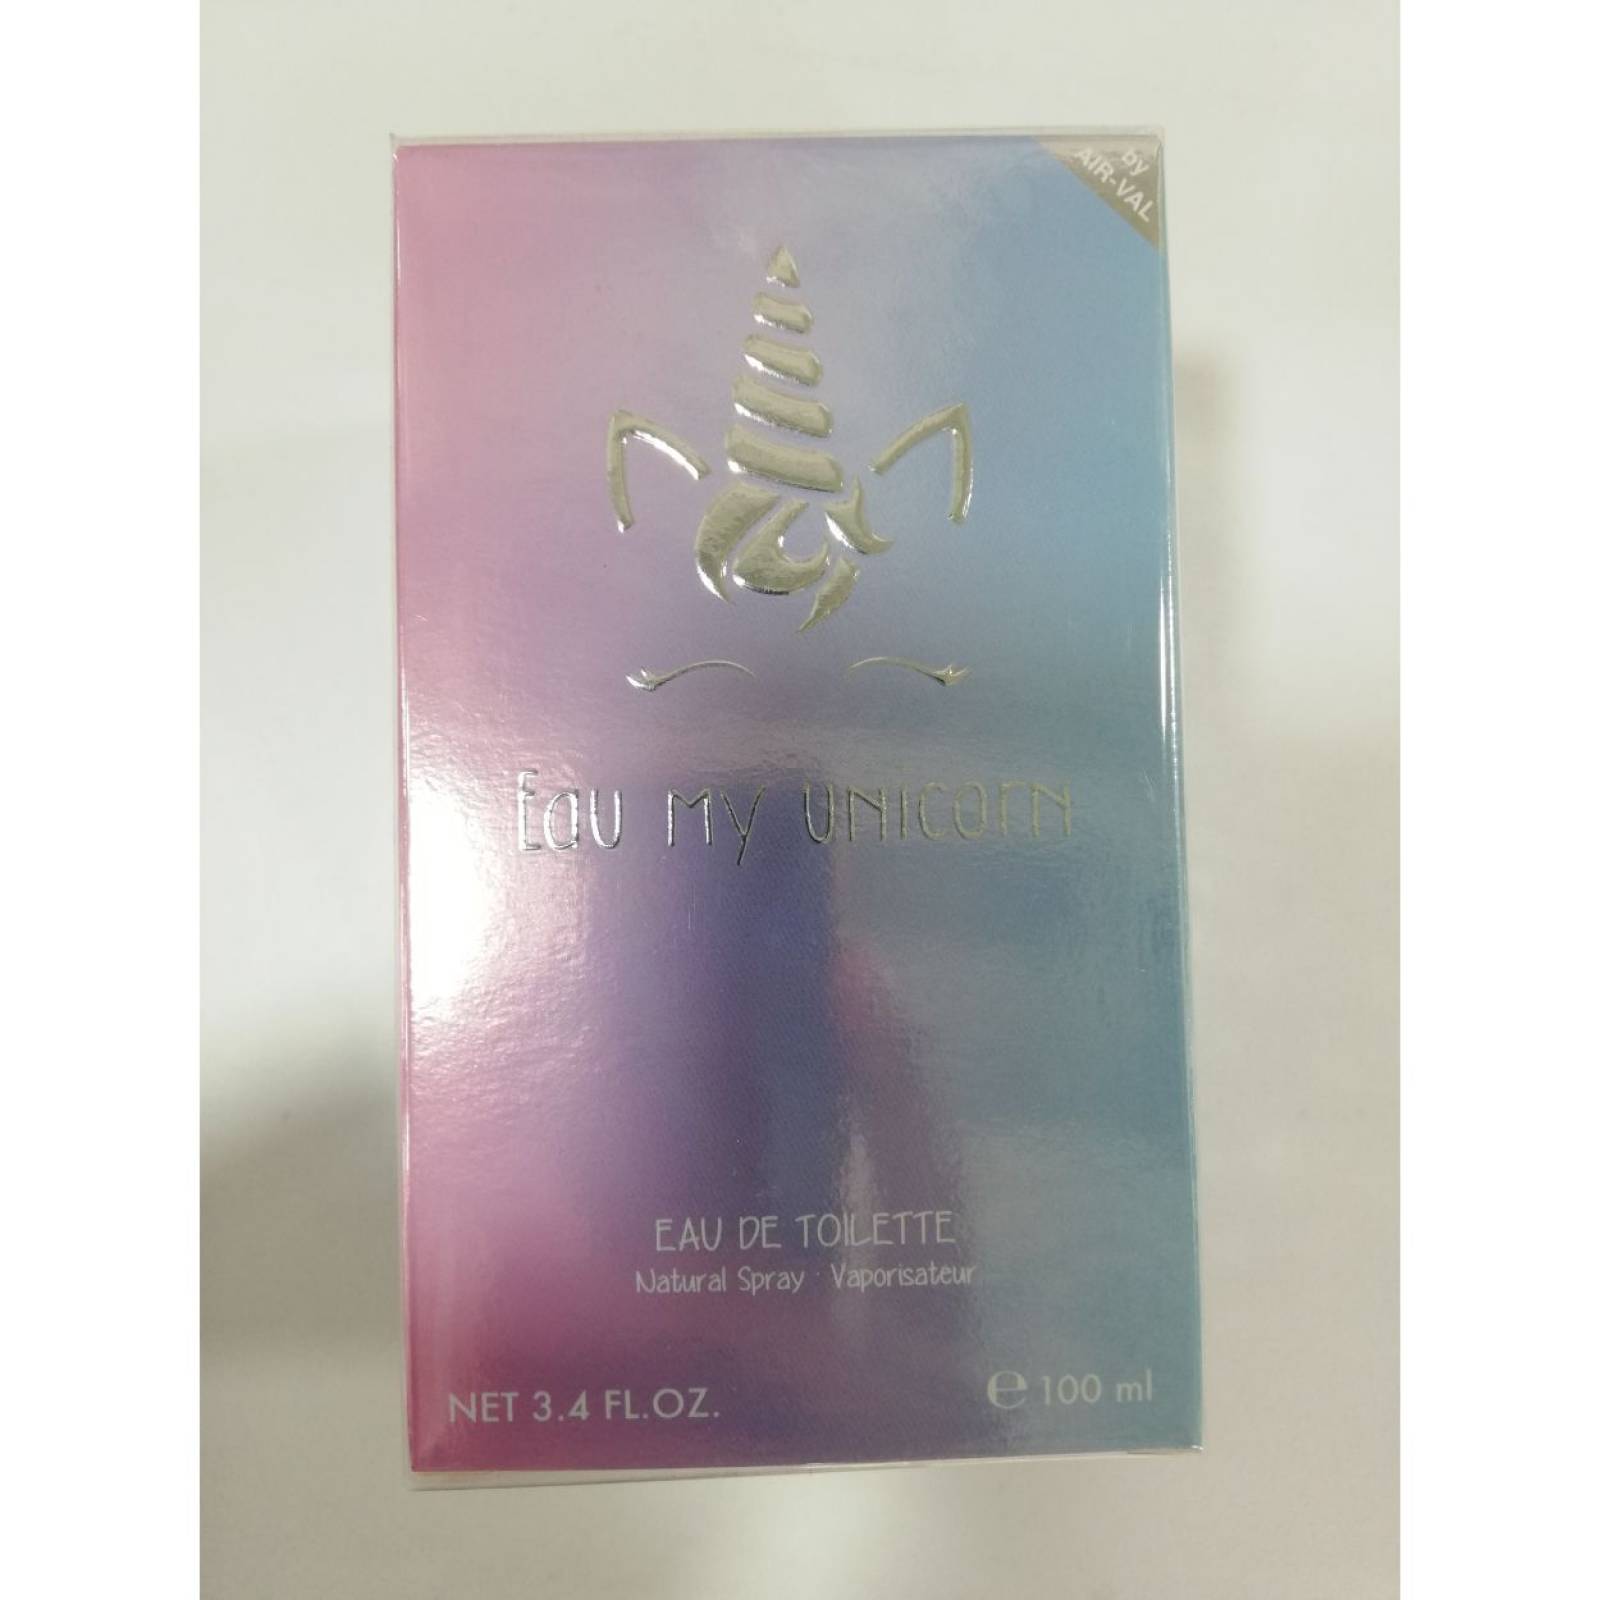 by
AIR-VAL
Eau my unicorn
EAU DE TOILETTE
Natural Spray · Vaporisateur
NET 3.4 FL.OZ.
℮ 100 ml